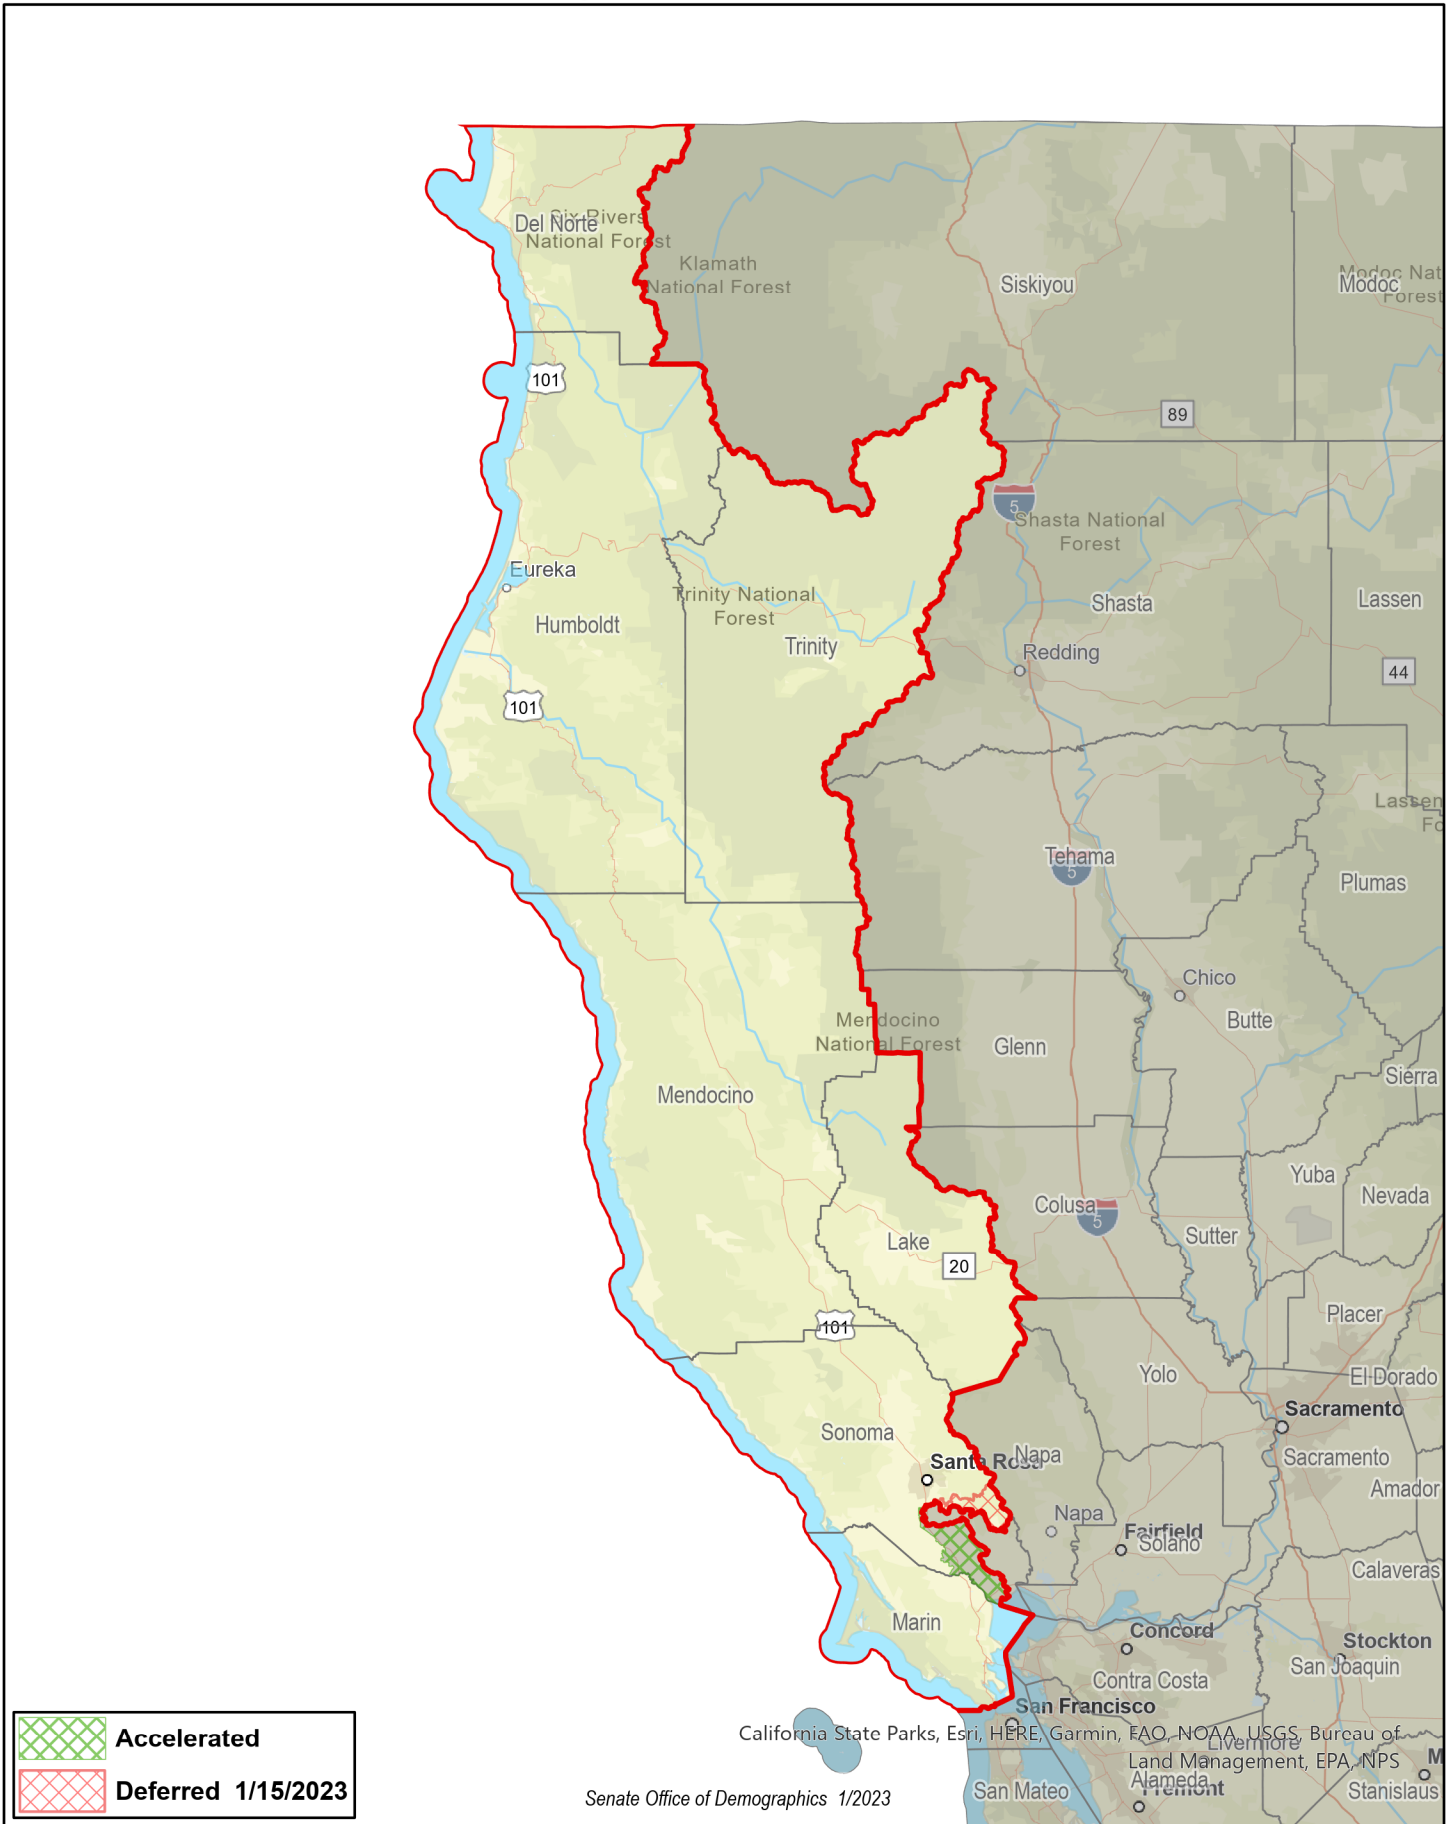 Six Rivers
National Forest
Del Norte
Klamath
National Forest
Siskiyou
Modoc Nat
Forest
Modoc
101
89
5
Shasta National
Forest
Eureka
Humboldt
Trinity National
Forest
Trinity
Shasta
Lassen
Redding
44
101
Lassen
Fo
Tehama
5
Plumas
Chico
Butte
Mendocino
National Forest
Glenn
Sierra
Mendocino
Yuba
Nevada
Colusa
5
Sutter
Lake
20
Placer
101
Yolo
El Dorado
Sacramento
Sonoma
Napa
Sacramento
Santa Rosa
Amador
Napa
Fairfield
Solano
Calaveras
Marin
Concord
Stockton
San Joaquin
Contra Costa
San Francisco
California State Parks, Esri, HERE, Garmin, FAO, NOAA, USGS, Bureau of
Land Management, EPA, NPS
Livermore
M
Alameda
Fremont
San Mateo
Stanislaus
Accelerated
Deferred 1/15/2023
Senate Office of Demographics 1/2023